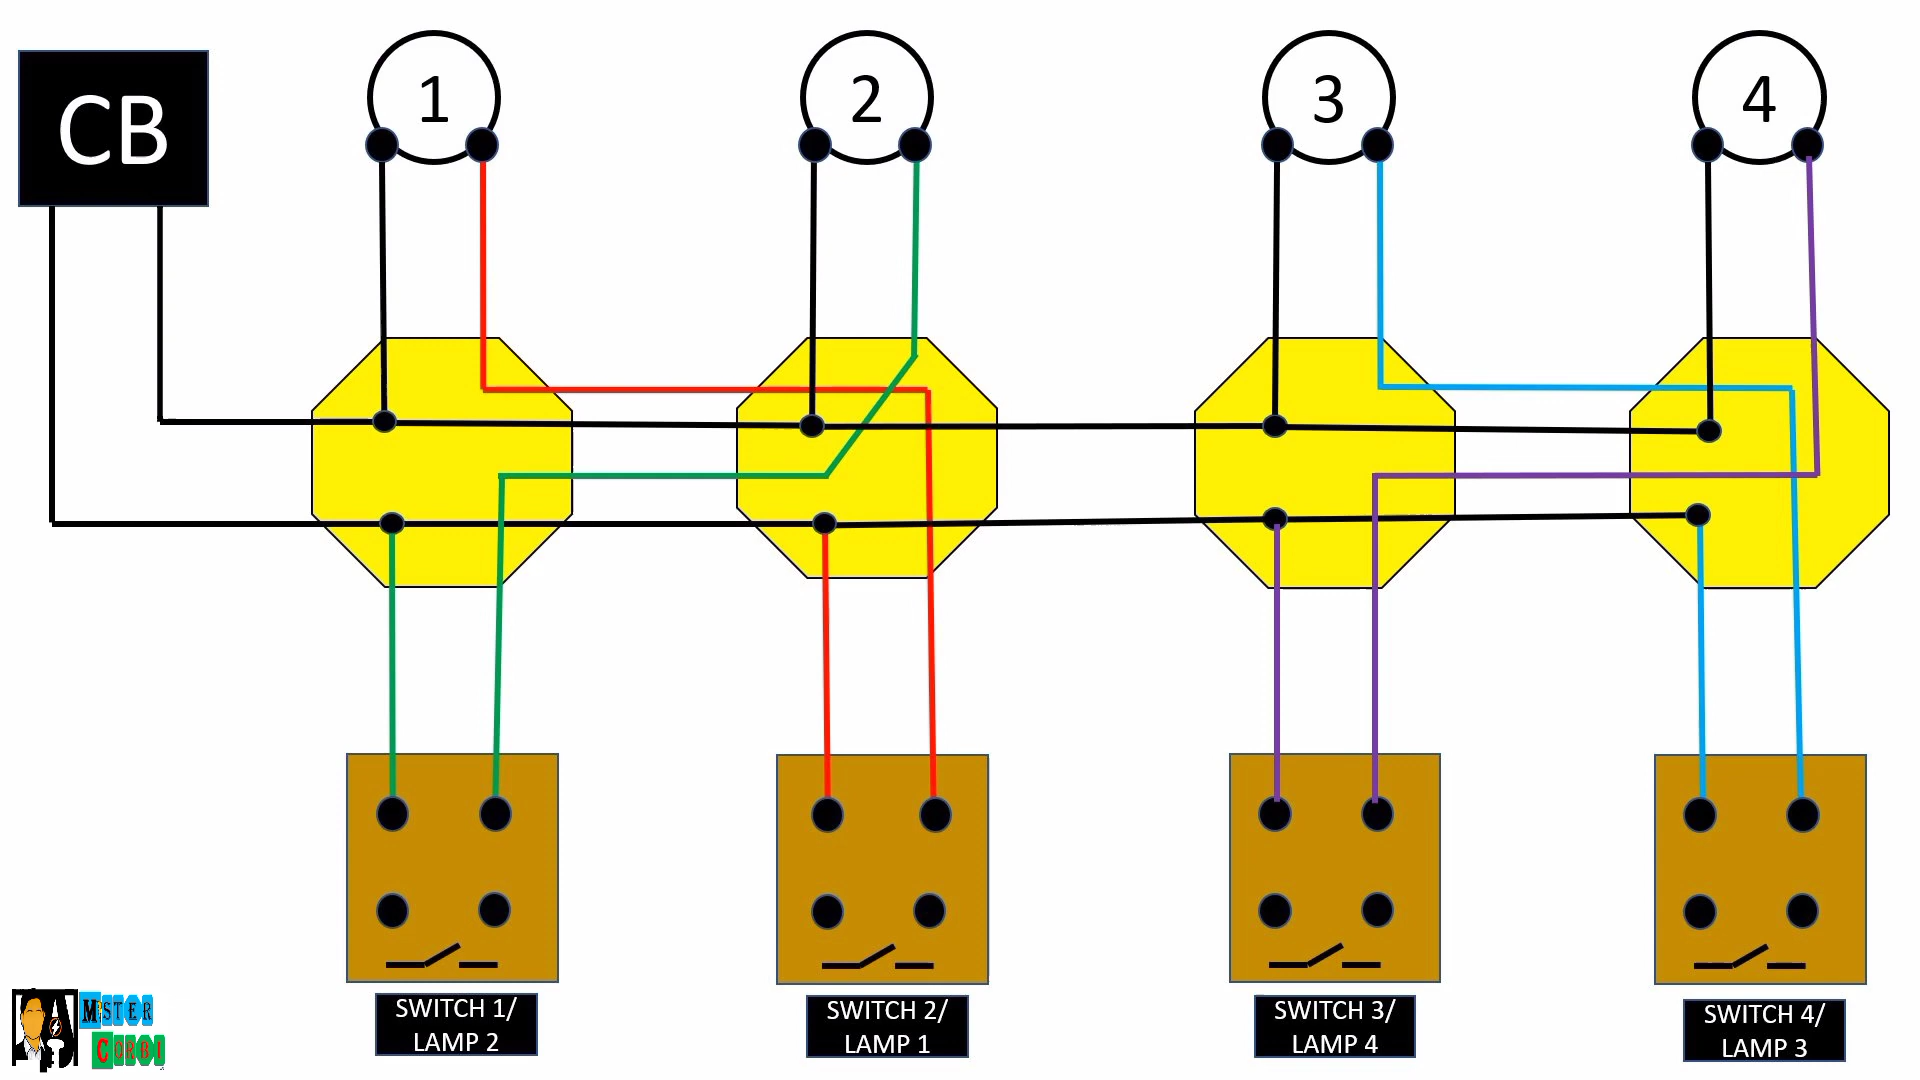 CB
1
2
3
4
SWITCH 1/
LAMP 2
SWITCH 2/
LAMP 1
SWITCH 3/
LAMP 4
SWITCH 4/
LAMP 3
MISTER
CORBI